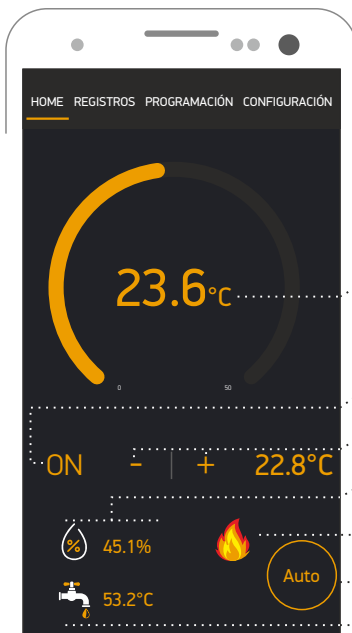 HOME REGISTROS PROGRAMACIÓN CONFIGURACIÓN
23.6°C
0 50
ON - + 22.8°C
% 45.1%
Auto
53.2°C